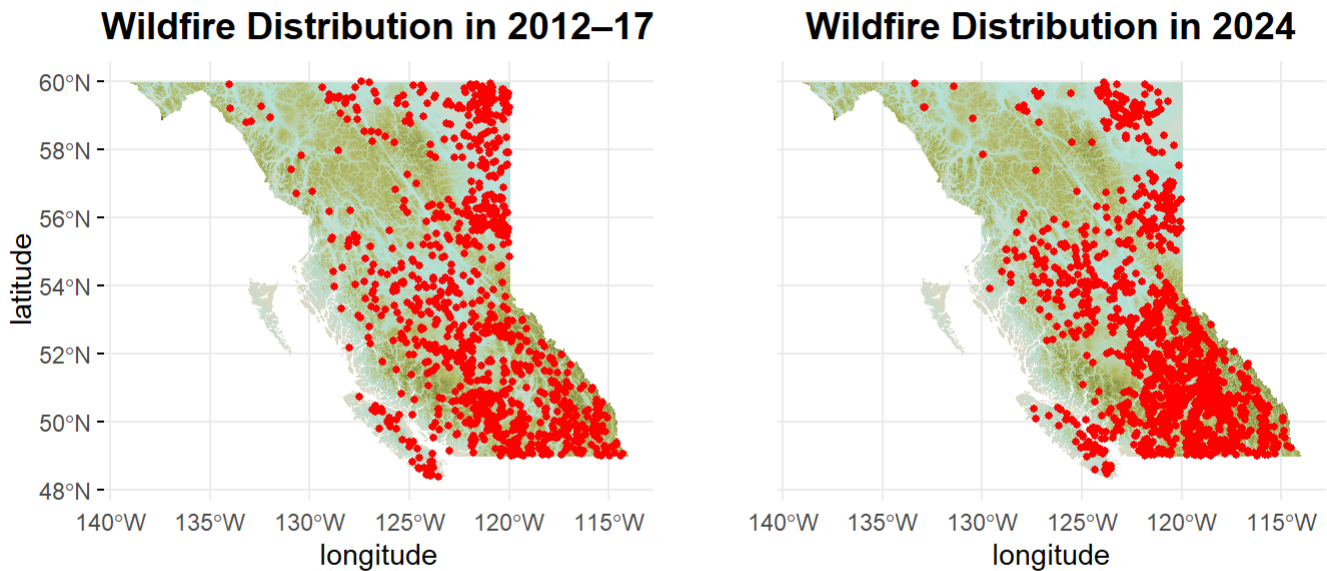 Wildfire Distribution in 2012–17
Wildfire Distribution in 2024
latitude
60°N
58°N
56°N
54°N
52°N
50°N
48°N
140°W 135°W 130°W 125°W 120°W 115°W
140°W 135°W 130°W 125°W 120°W 115°W
longitude
longitude